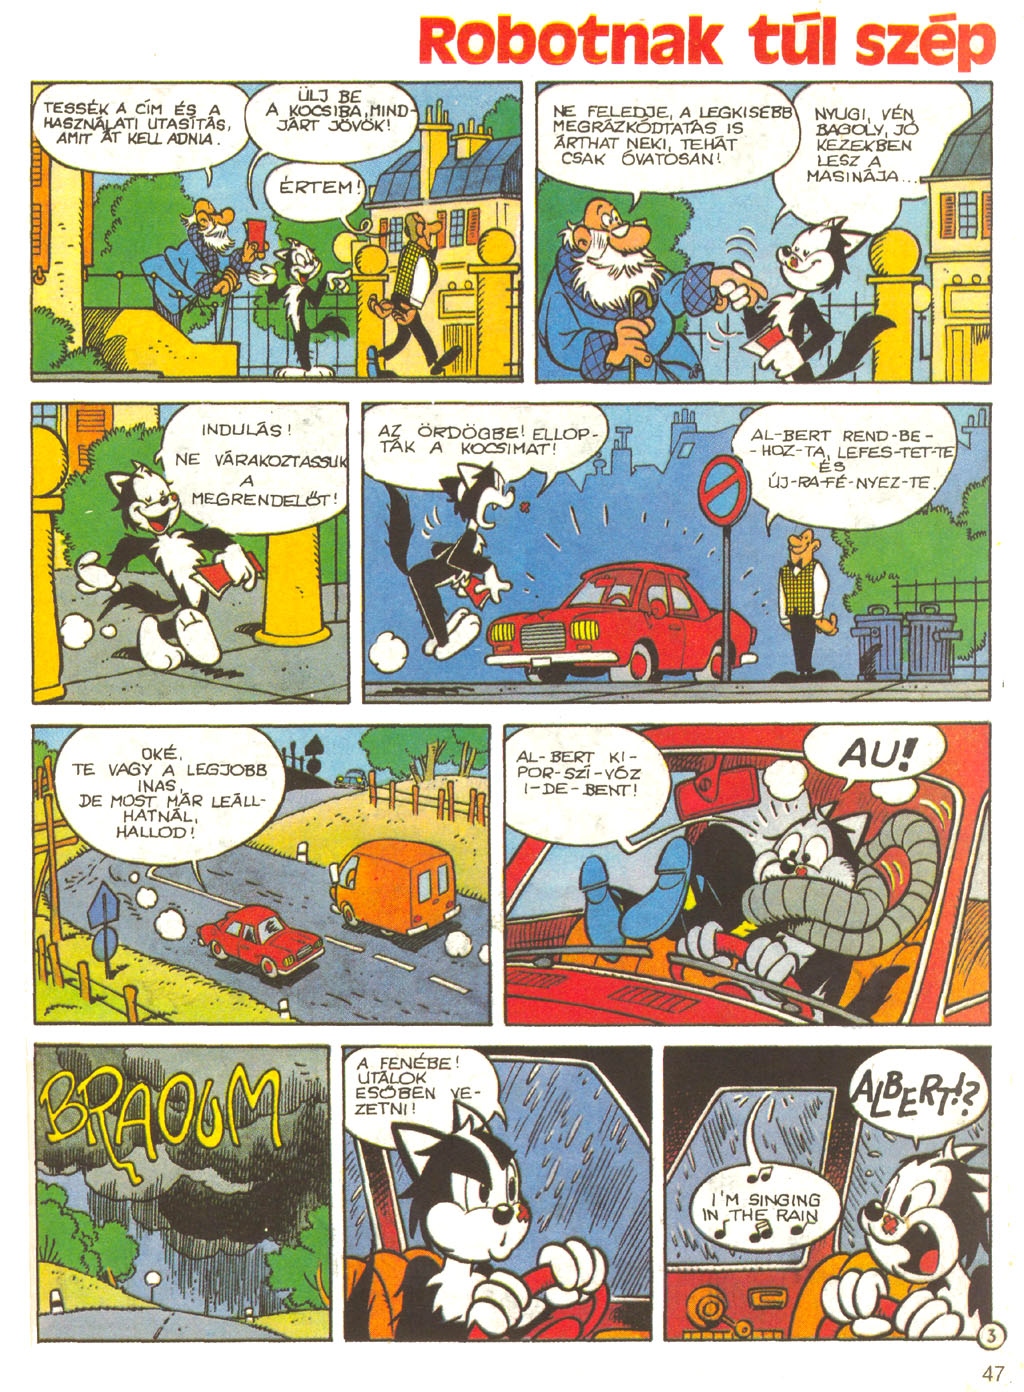 Robotnak túl szép
TESSÉK A CÍM ÉS A
HASZNÁLATI UTASÍTÁS,
AMIT ÁT KELL ADNIA.
ÜLJ BE
A KOCSIBA, MIND-
JÁRT JÖVÖK!
ÉRTEM!
NE FELEDJE, A LEGKISEBB
MEGRÁZKÓDTATÁS IS
ÁRTHAT NEKI, TEHÁT
CSAK ÓVATOSAN!
NYUGI, VÉN
BAGOLY, JÓ
KEZEKBEN
LESZ A
MASINÁJA...
INDULÁS!
NE VÁRAKOZTASSUK
A
MEGRENDELŐT!
AZ ÖRDÖGBE! ELLOP-
TÁK A KOCSIMAT!
AL-BERT REND-BE-
-HOZ-TA, LEFES-TET-TE
ÉS
ÚJ-RA-FÉ-NYEZ-TE.
OKÉ,
TE VAGY A LEGJOBB
INAS,
DE MOST MÁR LEÁLL-
HATNÁL,
HALLOD!
AL-BERT KI-
POR-SZÍ-VÓZ
I-DE-BENT!
AU!
BRAOUM
A FENÉBE!
UTÁLOK
ESŐBEN VE-
ZETNI!
I'M SINGING
IN THE RAIN
ALBERT!?
3
47